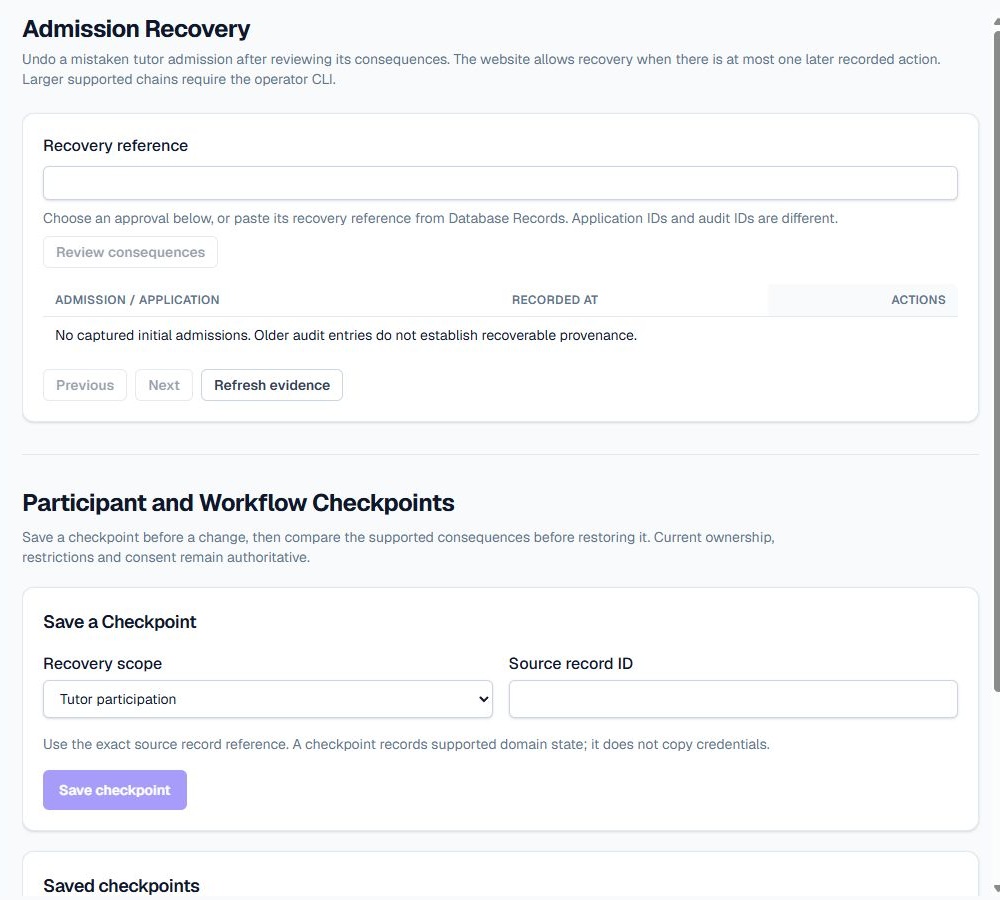 Admission Recovery
Undo a mistaken tutor admission after reviewing its consequences. The website allows recovery when there is at most one later recorded action.
Larger supported chains require the operator CLI.
Recovery reference
Choose an approval below, or paste its recovery reference from Database Records. Application IDs and audit IDs are different.
Review consequences
ADMISSION / APPLICATION RECORDED AT ACTIONS
No captured initial admissions. Older audit entries do not establish recoverable provenance.
Previous Next Refresh evidence
Participant and Workflow Checkpoints
Save a checkpoint before a change, then compare the supported consequences before restoring it. Current ownership,
restrictions and consent remain authoritative.
Save a Checkpoint
Recovery scope Source record ID
Tutor participation
Use the exact source record reference. A checkpoint records supported domain state; it does not copy credentials.
Save checkpoint
Saved checkpoints